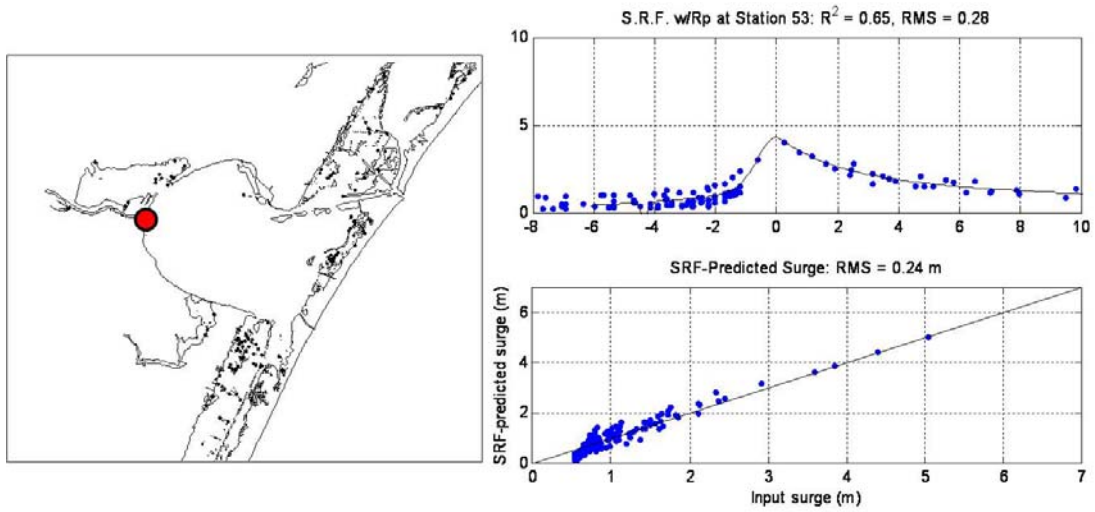 S.R.F. w/Rp at Station 53: R² = 0.65, RMS = 0.28
10
5
0
-8 -6 -4 -2 0 2 4 6 8 10
SRF-Predicted Surge: RMS = 0.24 m
SRF-predicted surge (m)
6
4
2
0
0 1 2 3 4 5 6 7
Input surge (m)